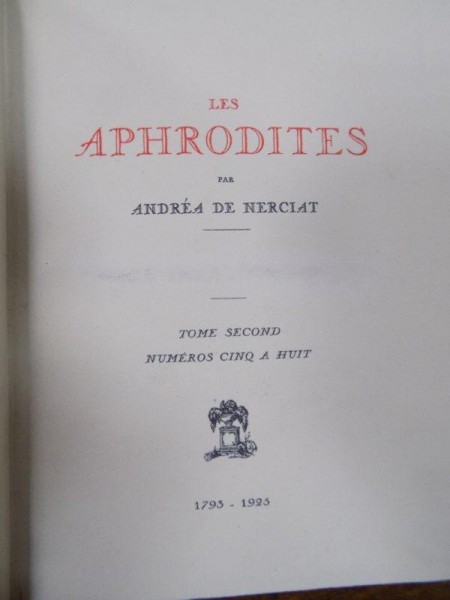 LES
APHRODITES
PAR
ANDRÉA DE NERCIAT
TOME SECOND
NUMÉROS CINQ A HUIT
1793 - 1925